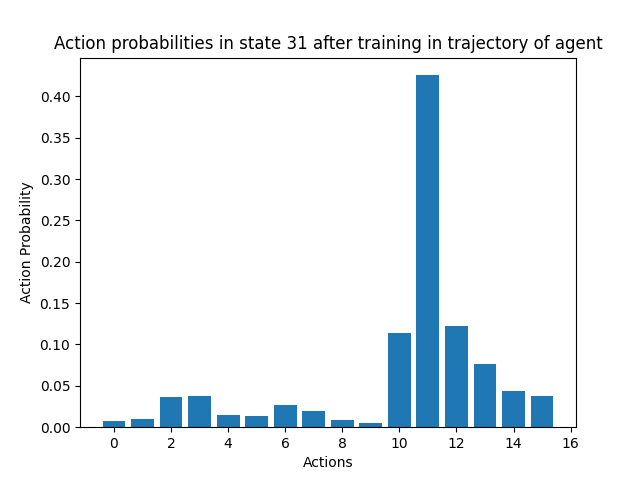 Action probabilities in state 31 after training in trajectory of agent
0.40
0.35
0.30
0.25
0.20
0.15
0.10
0.05
0.00
Action Probability
0 2 4 6 8 10 12 14 16
Actions